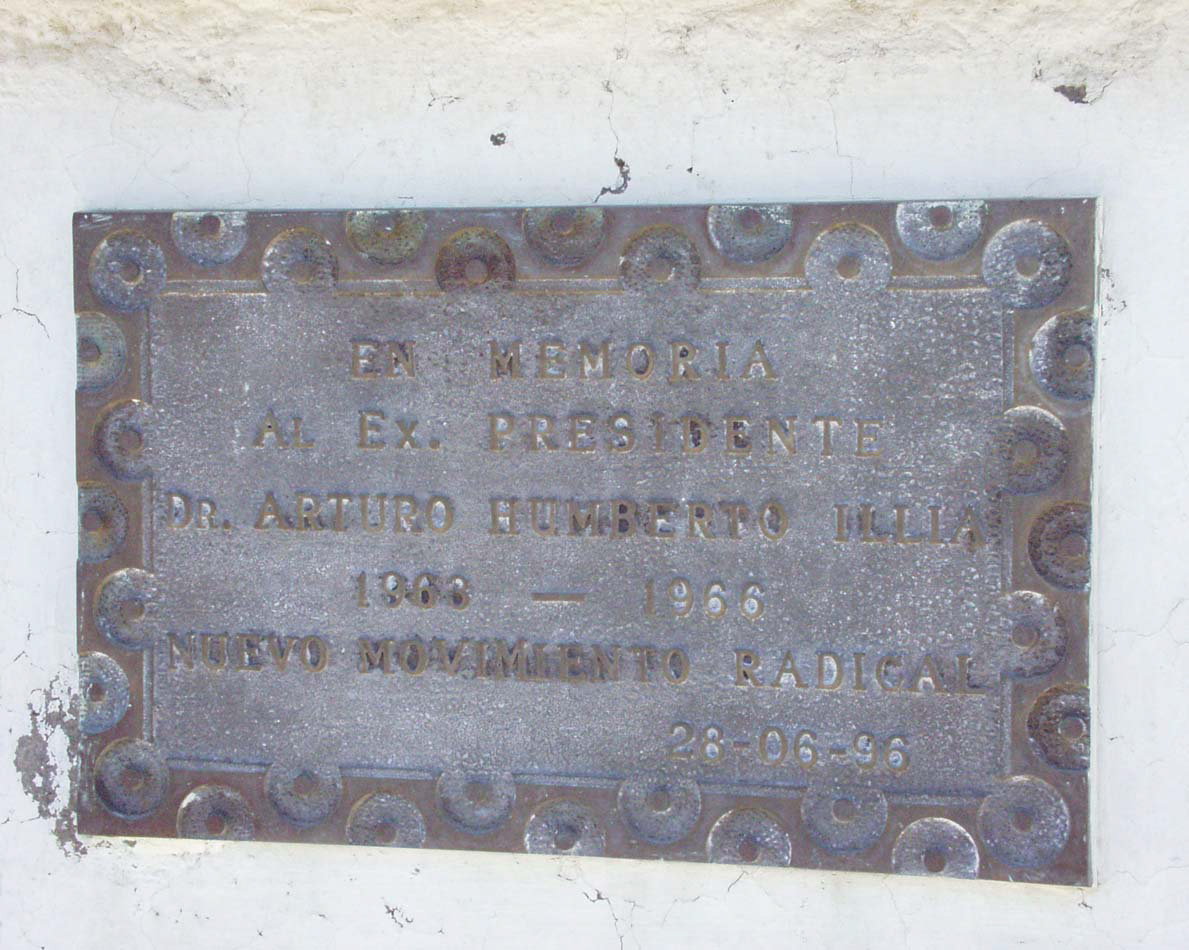 EN MEMORIA
AL EX. PRESIDENTE
DR. ARTURO HUMBERTO ILLIA
1963 — 1966
NUEVO MOVIMIENTO RADICAL
28-06-96